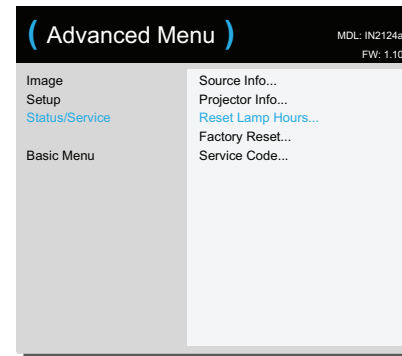 ( Advanced Menu )
MDL: IN2124a
FW: 1.10
Image
Setup
Status/Service
Basic Menu
Source Info...
Projector Info...
Reset Lamp Hours...
Factory Reset...
Service Code...